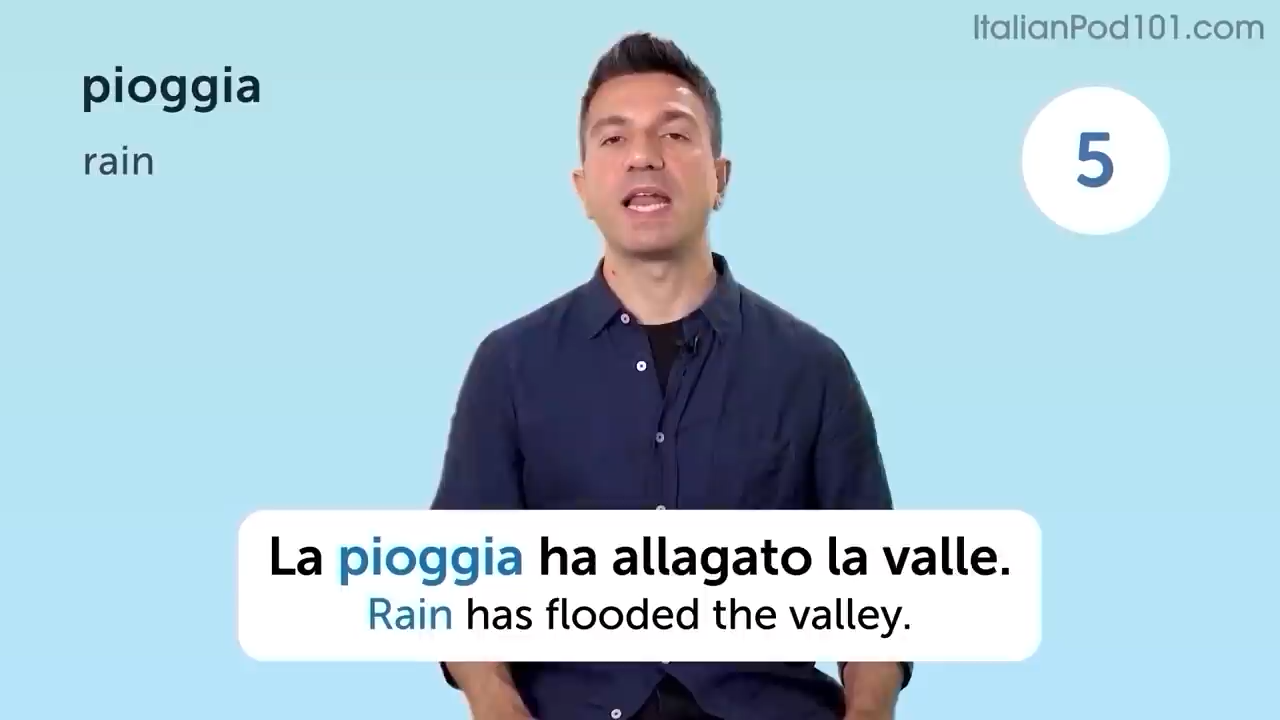 ItalianPod101.com
pioggia
rain
5
La pioggia ha allagato la valle.
Rain has flooded the valley.